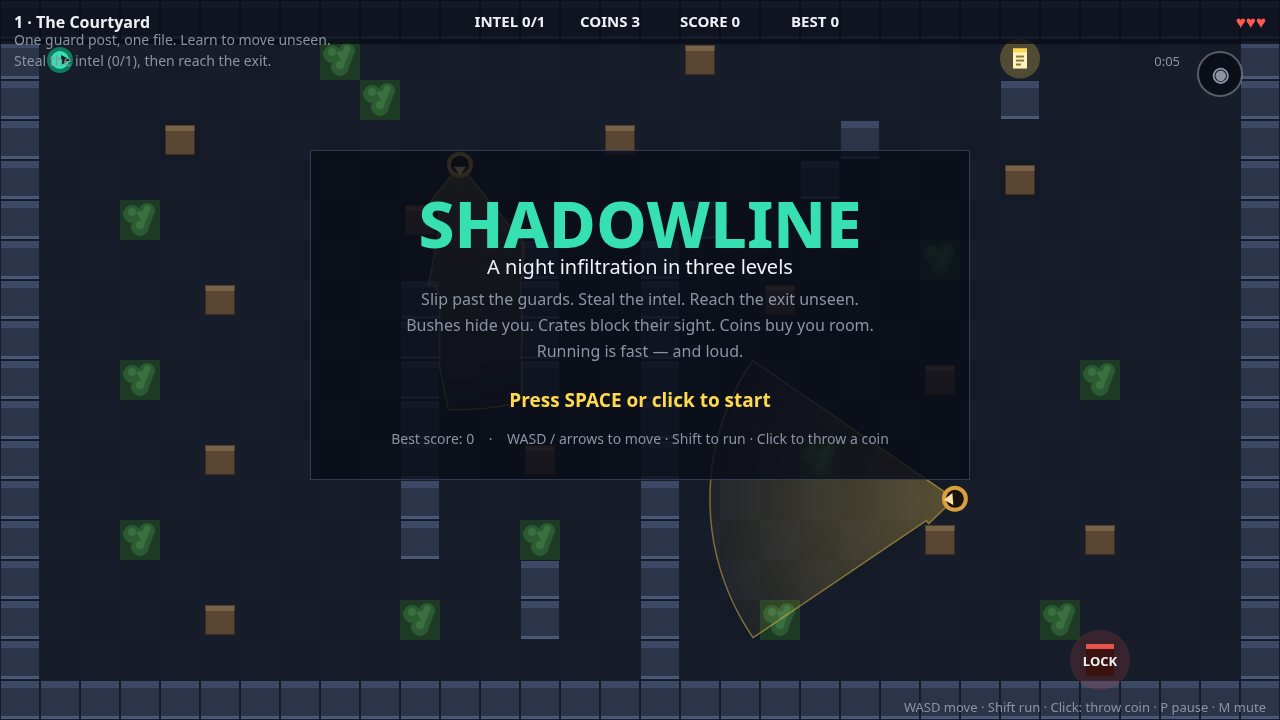 1 · The Courtyard
INTEL 0/1
COINS 3
SCORE 0
BEST 0
One guard post, one file. Learn to move unseen.
Steal the intel (0/1), then reach the exit.
0:05
SHADOWLINE
A night infiltration in three levels
Slip past the guards. Steal the intel. Reach the exit unseen.
Bushes hide you. Crates block their sight. Coins buy you room.
Running is fast — and loud.
Press SPACE or click to start
Best score: 0 · WASD / arrows to move · Shift to run · Click to throw a coin
LOCK
WASD move · Shift run · Click: throw coin · P pause · M mute